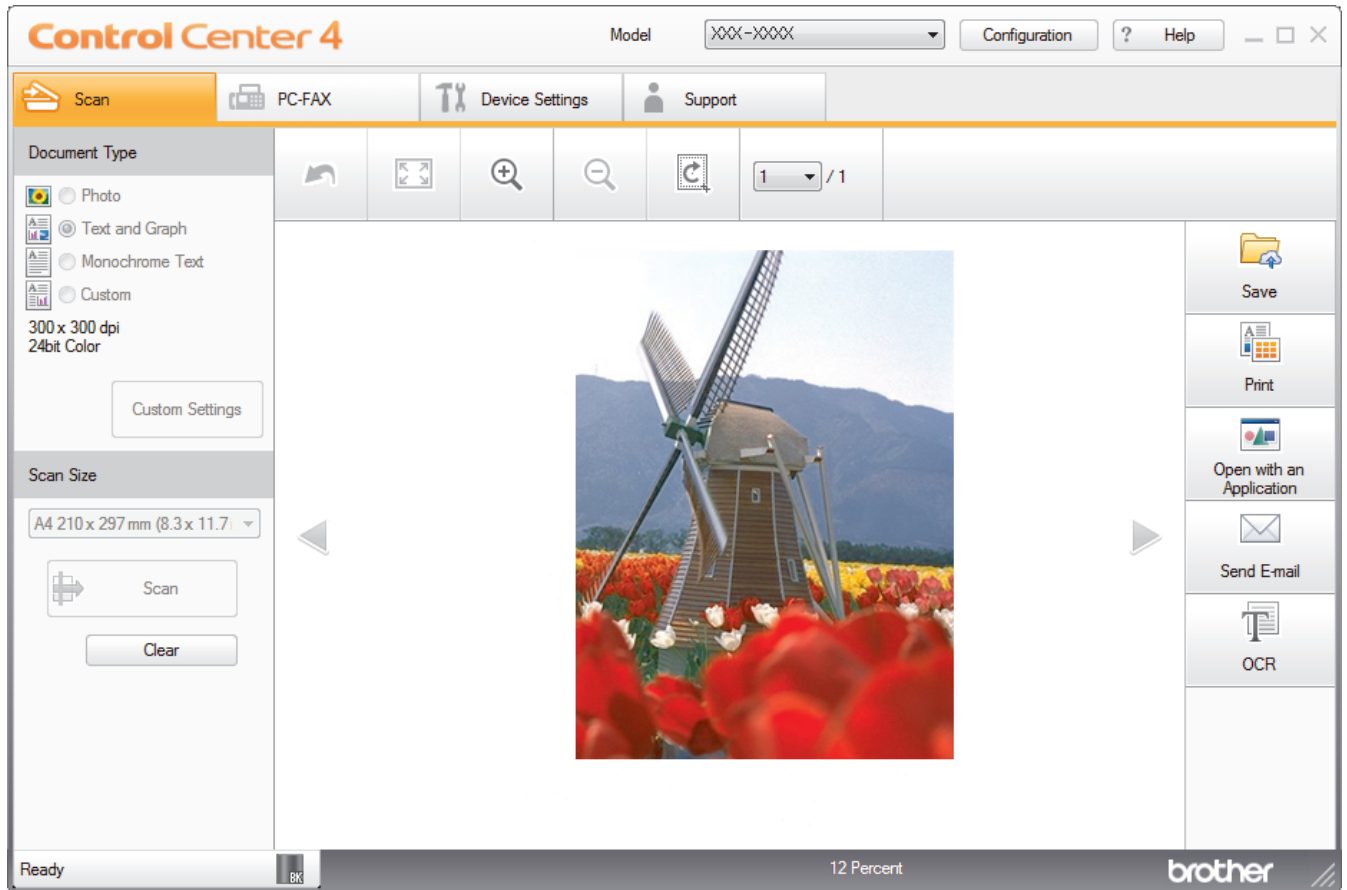 Control Center 4
Model
XXX-XXXX
Configuration
? Help
Scan
PC-FAX
Device Settings
Support
Document Type
Photo
Text and Graph
Monochrome Text
Custom
300 x 300 dpi
24bit Color
Custom Settings
Scan Size
A4 210 x 297 mm (8.3 x 11.7
Scan
Clear
1 / 1
Save
Print
Open with an
Application
Send E-mail
OCR
Ready
BK
12 Percent
brother